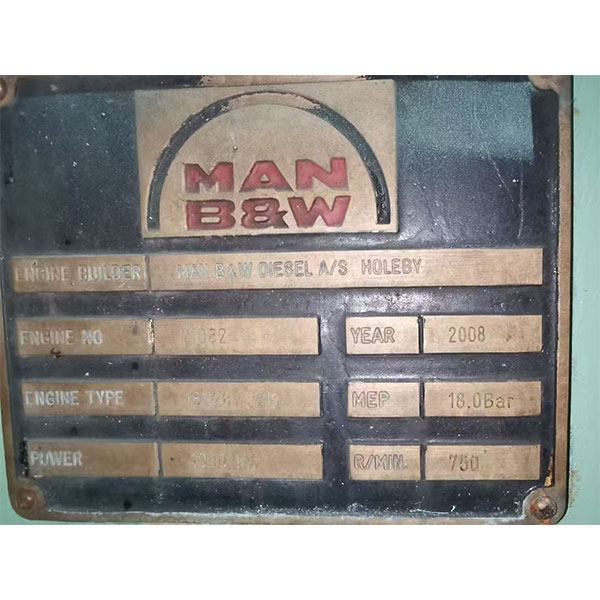 MAN
B&W
ENGINE BUILDER MAN B&W DIESEL A/S HOLEBY
ENGINE NO YEAR 2008
ENGINE TYPE MEP 18.0Bar
POWER R/MIN. 750